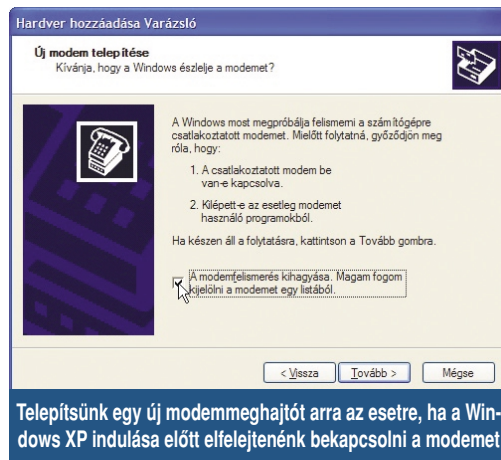 Hardver hozzáadása Varázsló
Új modem telepítése
Kívánja, hogy a Windows észlelje a modemet?
A Windows most megpróbálja felismerni a számítógépre
csatlakoztatott modemet. Mielőtt folytatná, győződjön meg
róla, hogy:
1. A csatlakoztatott modem be
van-e kapcsolva.
2. Kilépett-e az esetleg modemet
használó programokból.
Ha készen áll a folytatásra, kattintson a Tovább gombra.
A modemfelismerés kihagyása. Magam fogom
kijelölni a modemet egy listából.
< Vissza
Tovább >
Mégse
Telepítsünk egy új modemmeghajtót arra az esetre, ha a Win-
dows XP indulása előtt elfelejtenénk bekapcsolni a modemet